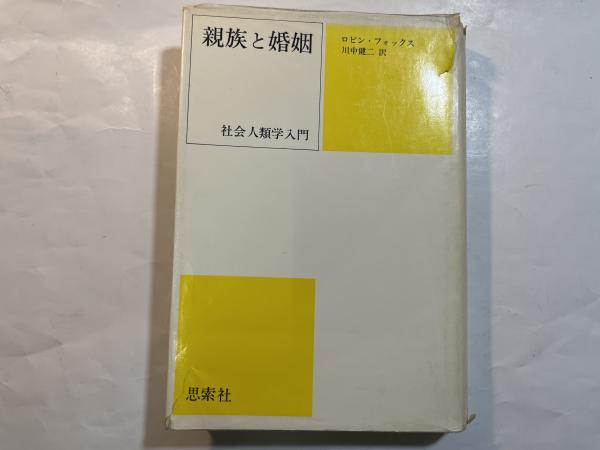 親族と婚姻
ロビン・フォックス
川中健二 訳
社会人類学入門
思索社